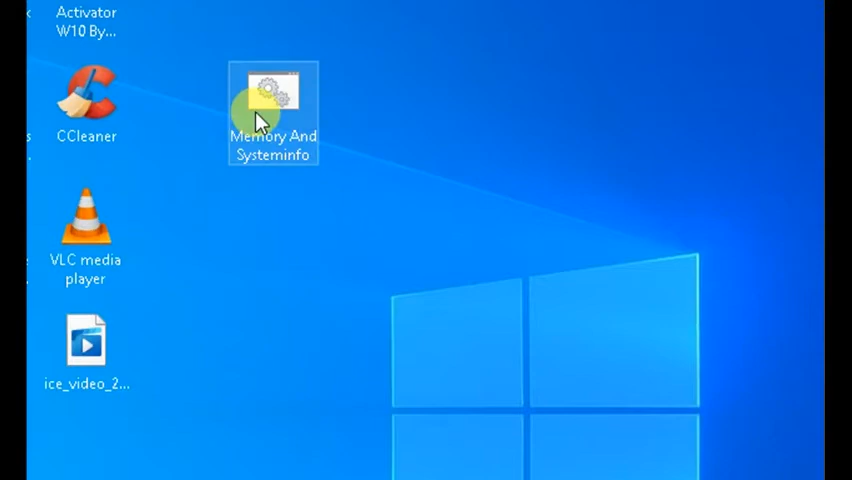 Activator
W10 By...
CCleaner
Memory And
Systeminfo
VLC media
player
ice_video_2...